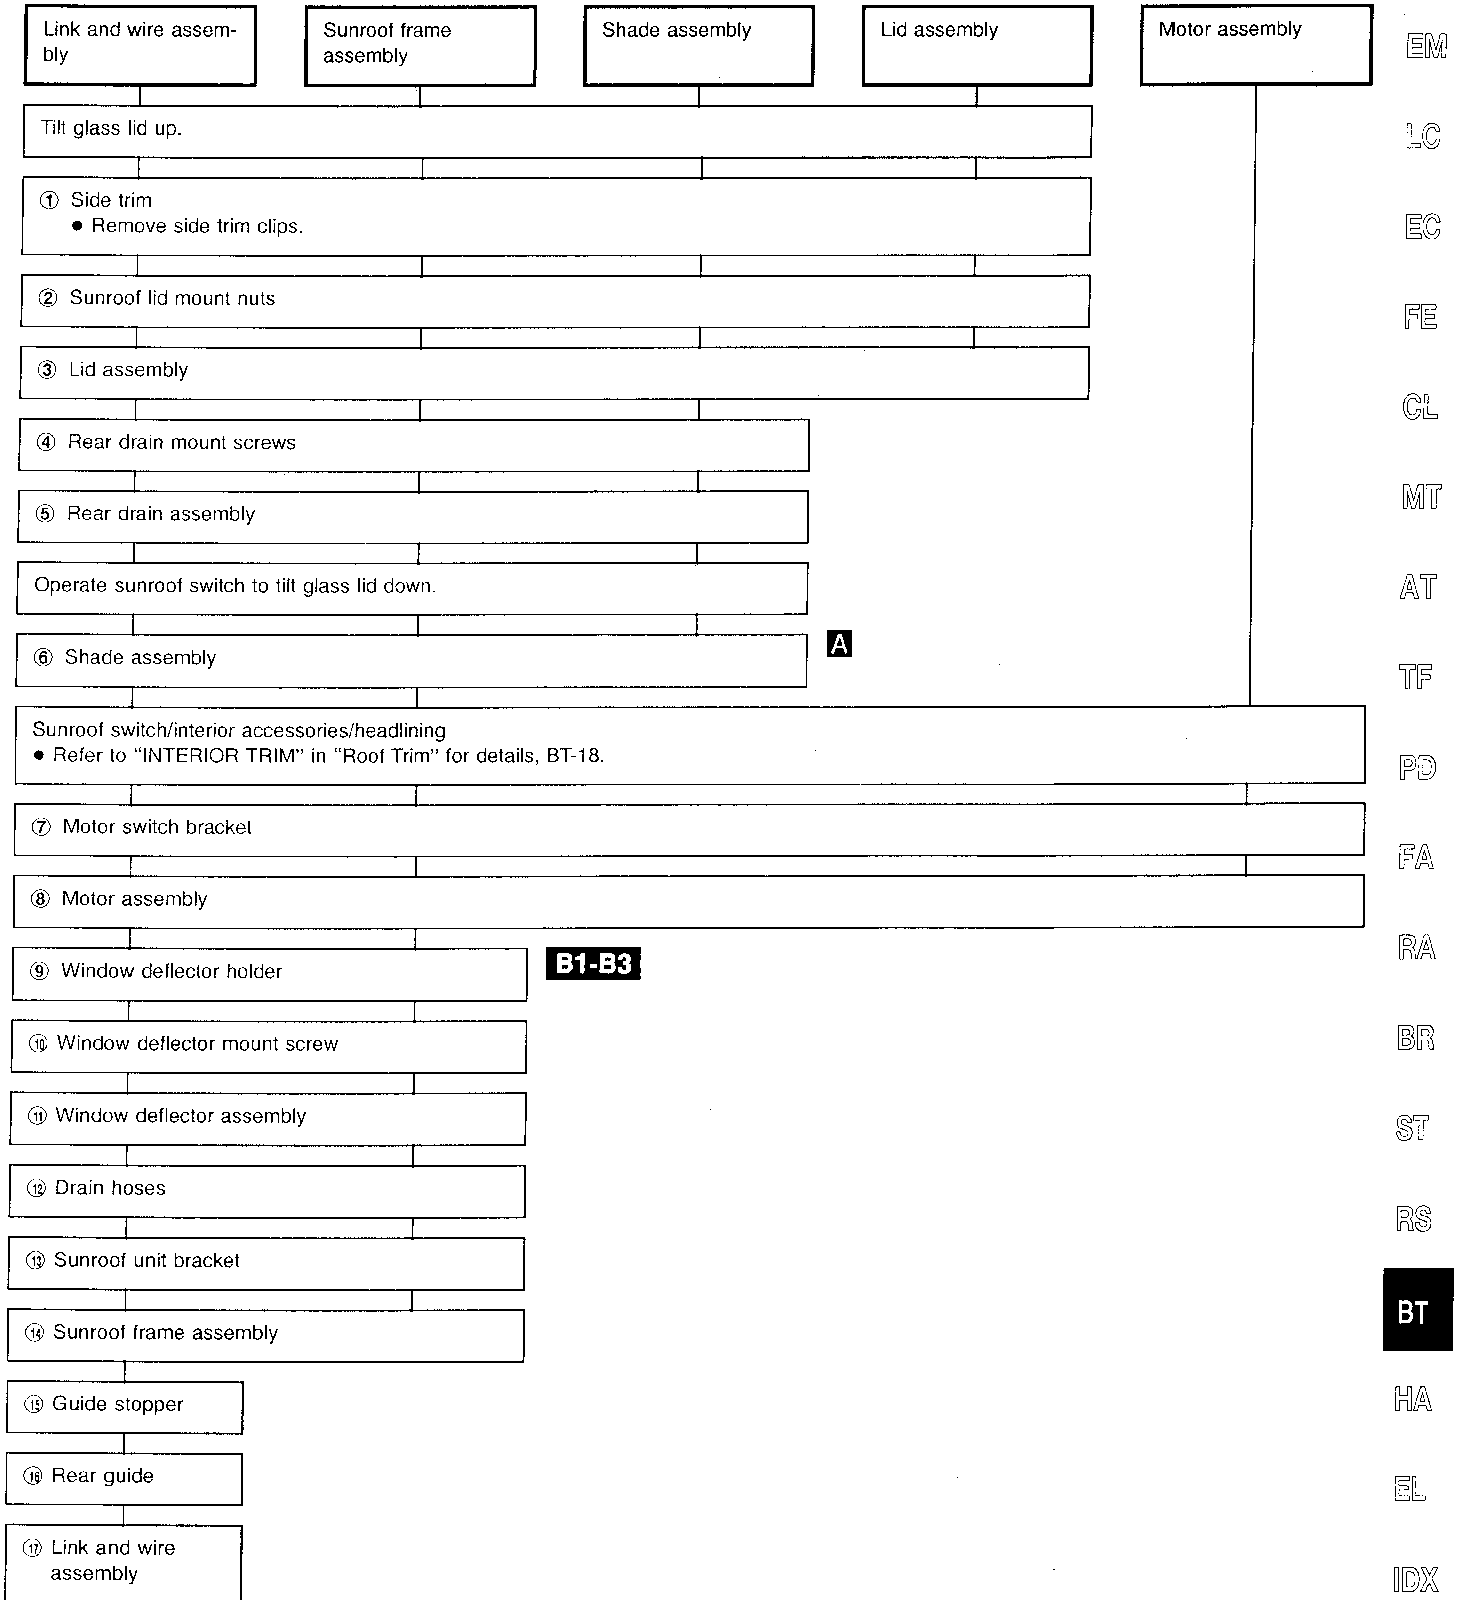 Link and wire assem-
bly
Sunroof frame
assembly
Shade assembly
Lid assembly
Motor assembly
Tilt glass lid up.
① Side trim
● Remove side trim clips.
② Sunroof lid mount nuts
③ Lid assembly
④ Rear drain mount screws
⑤ Rear drain assembly
Operate sunroof switch to tilt glass lid down.
⑥ Shade assembly
A
Sunroof switch/interior accessories/headlining
● Refer to “INTERIOR TRIM” in “Roof Trim” for details, BT-18.
⑦ Motor switch bracket
⑧ Motor assembly
⑨ Window deflector holder
B1-B3
⑩ Window deflector mount screw
⑪ Window deflector assembly
⑫ Drain hoses
⑬ Sunroof unit bracket
⑭ Sunroof frame assembly
⑮ Guide stopper
⑯ Rear guide
⑰ Link and wire
assembly
EM
LC
EC
FE
CL
MT
AT
TF
PD
FA
RA
BR
ST
RS
BT
HA
EL
IDX